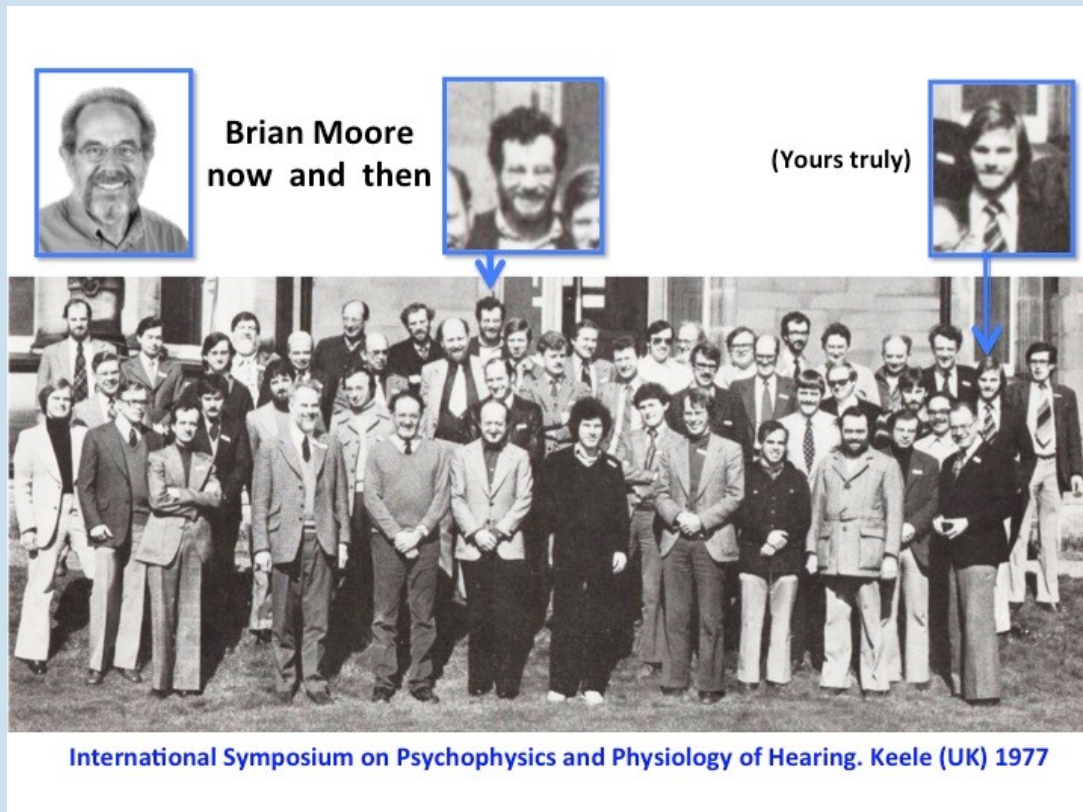 Brian Moore
now and then
(Yours truly)
International Symposium on Psychophysics and Physiology of Hearing. Keele (UK) 1977